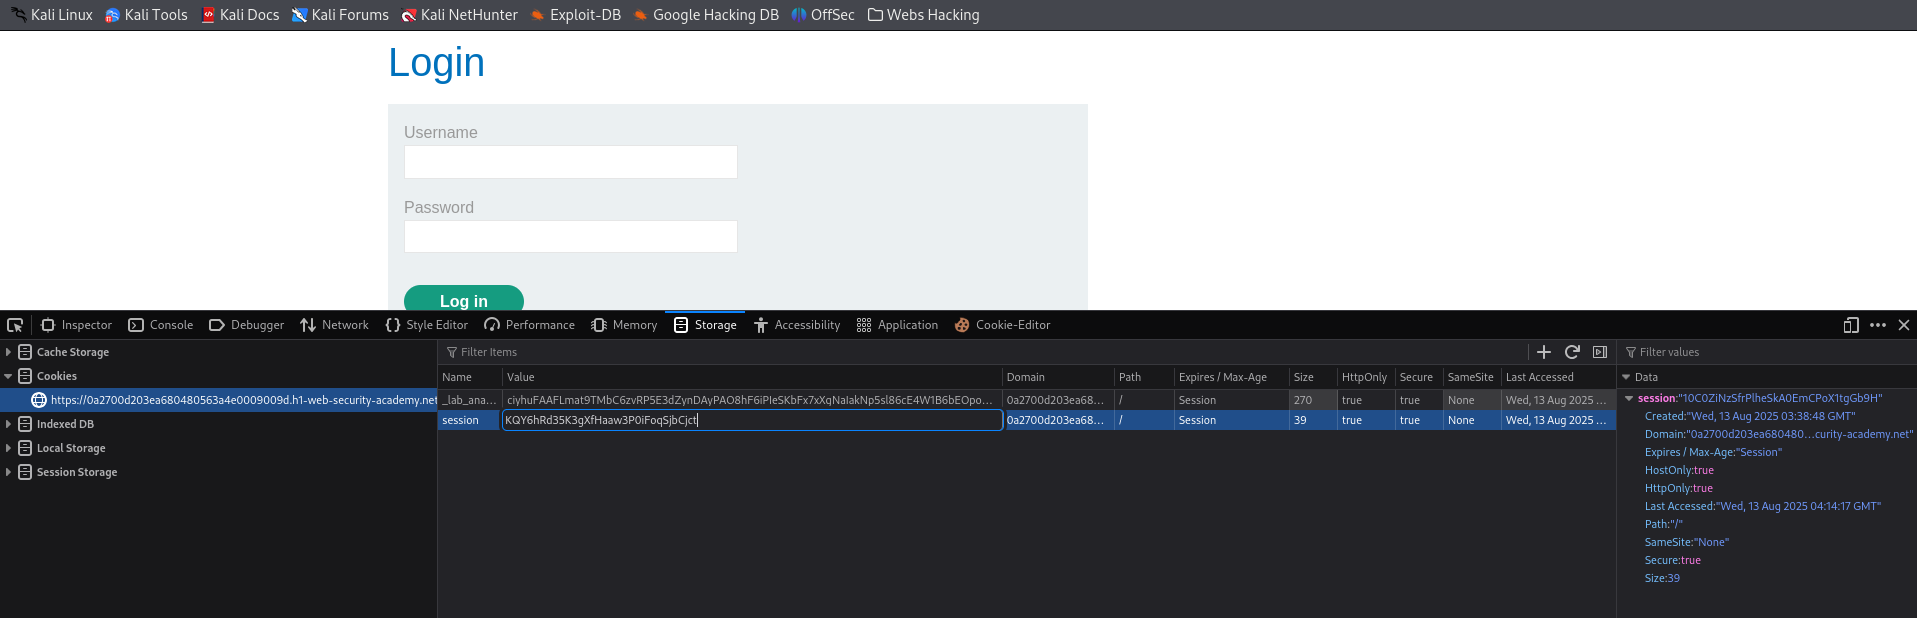 Kali Linux Kali Tools Kali Docs Kali Forums Kali NetHunter Exploit-DB Google Hacking DB OffSec Webs Hacking
Login
Username
Password
Log in
Inspector Console Debugger Network Style Editor Performance Memory Storage Accessibility Application Cookie-Editor
Cache Storage
Cookies
https://0a2700d203ea680480563a4e0009009d.h1-web-security-academy.net
Indexed DB
Local Storage
Session Storage
Filter Items
Name Value Domain Path Expires / Max-Age Size HttpOnly Secure SameSite Last Accessed
_lab_ana... ciyhuFAAFLmat9TMbC6zvRP5E3dZynDAyPAO8hF6iPIeSKbFx7xXqNaIakNp5sl86cE4W1B6bEOpo... 0a2700d203ea68... / Session 270 true true None Wed, 13 Aug 2025 ...
session KQY6hRd35K3gXfHaaw3P0iFoqSjbCjct 0a2700d203ea68... / Session 39 true true None Wed, 13 Aug 2025 ...
Filter values
Data
session:"10C0ZiNzSfrPlheSkA0EmCPoX1tgGb9H"
Created:"Wed, 13 Aug 2025 03:38:48 GMT"
Domain:"0a2700d203ea680480...curity-academy.net"
Expires / Max-Age:"Session"
HostOnly:true
HttpOnly:true
Last Accessed:"Wed, 13 Aug 2025 04:14:17 GMT"
Path:"/"
SameSite:"None"
Secure:true
Size:39